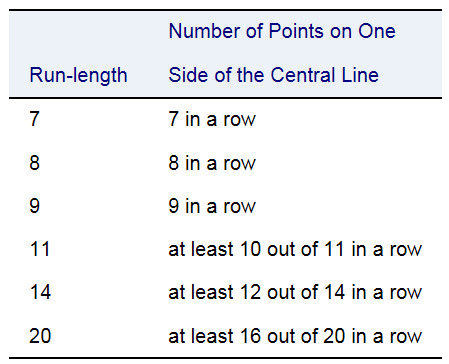 Number of Points on One
Run-length Side of the Central Line
7 7 in a row
8 8 in a row
9 9 in a row
11 at least 10 out of 11 in a row
14 at least 12 out of 14 in a row
20 at least 16 out of 20 in a row